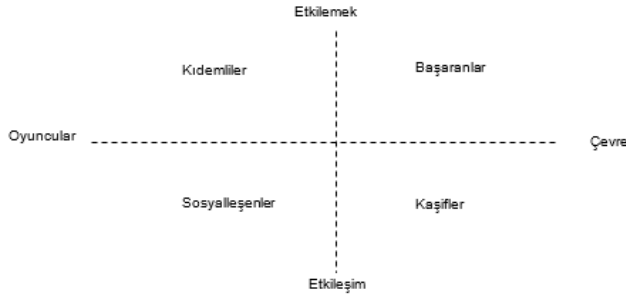 Etkilemek
Kıdemliler
Başaranlar
Oyuncular
Çevre
Sosyalleşenler
Kaşifler
Etkileşim